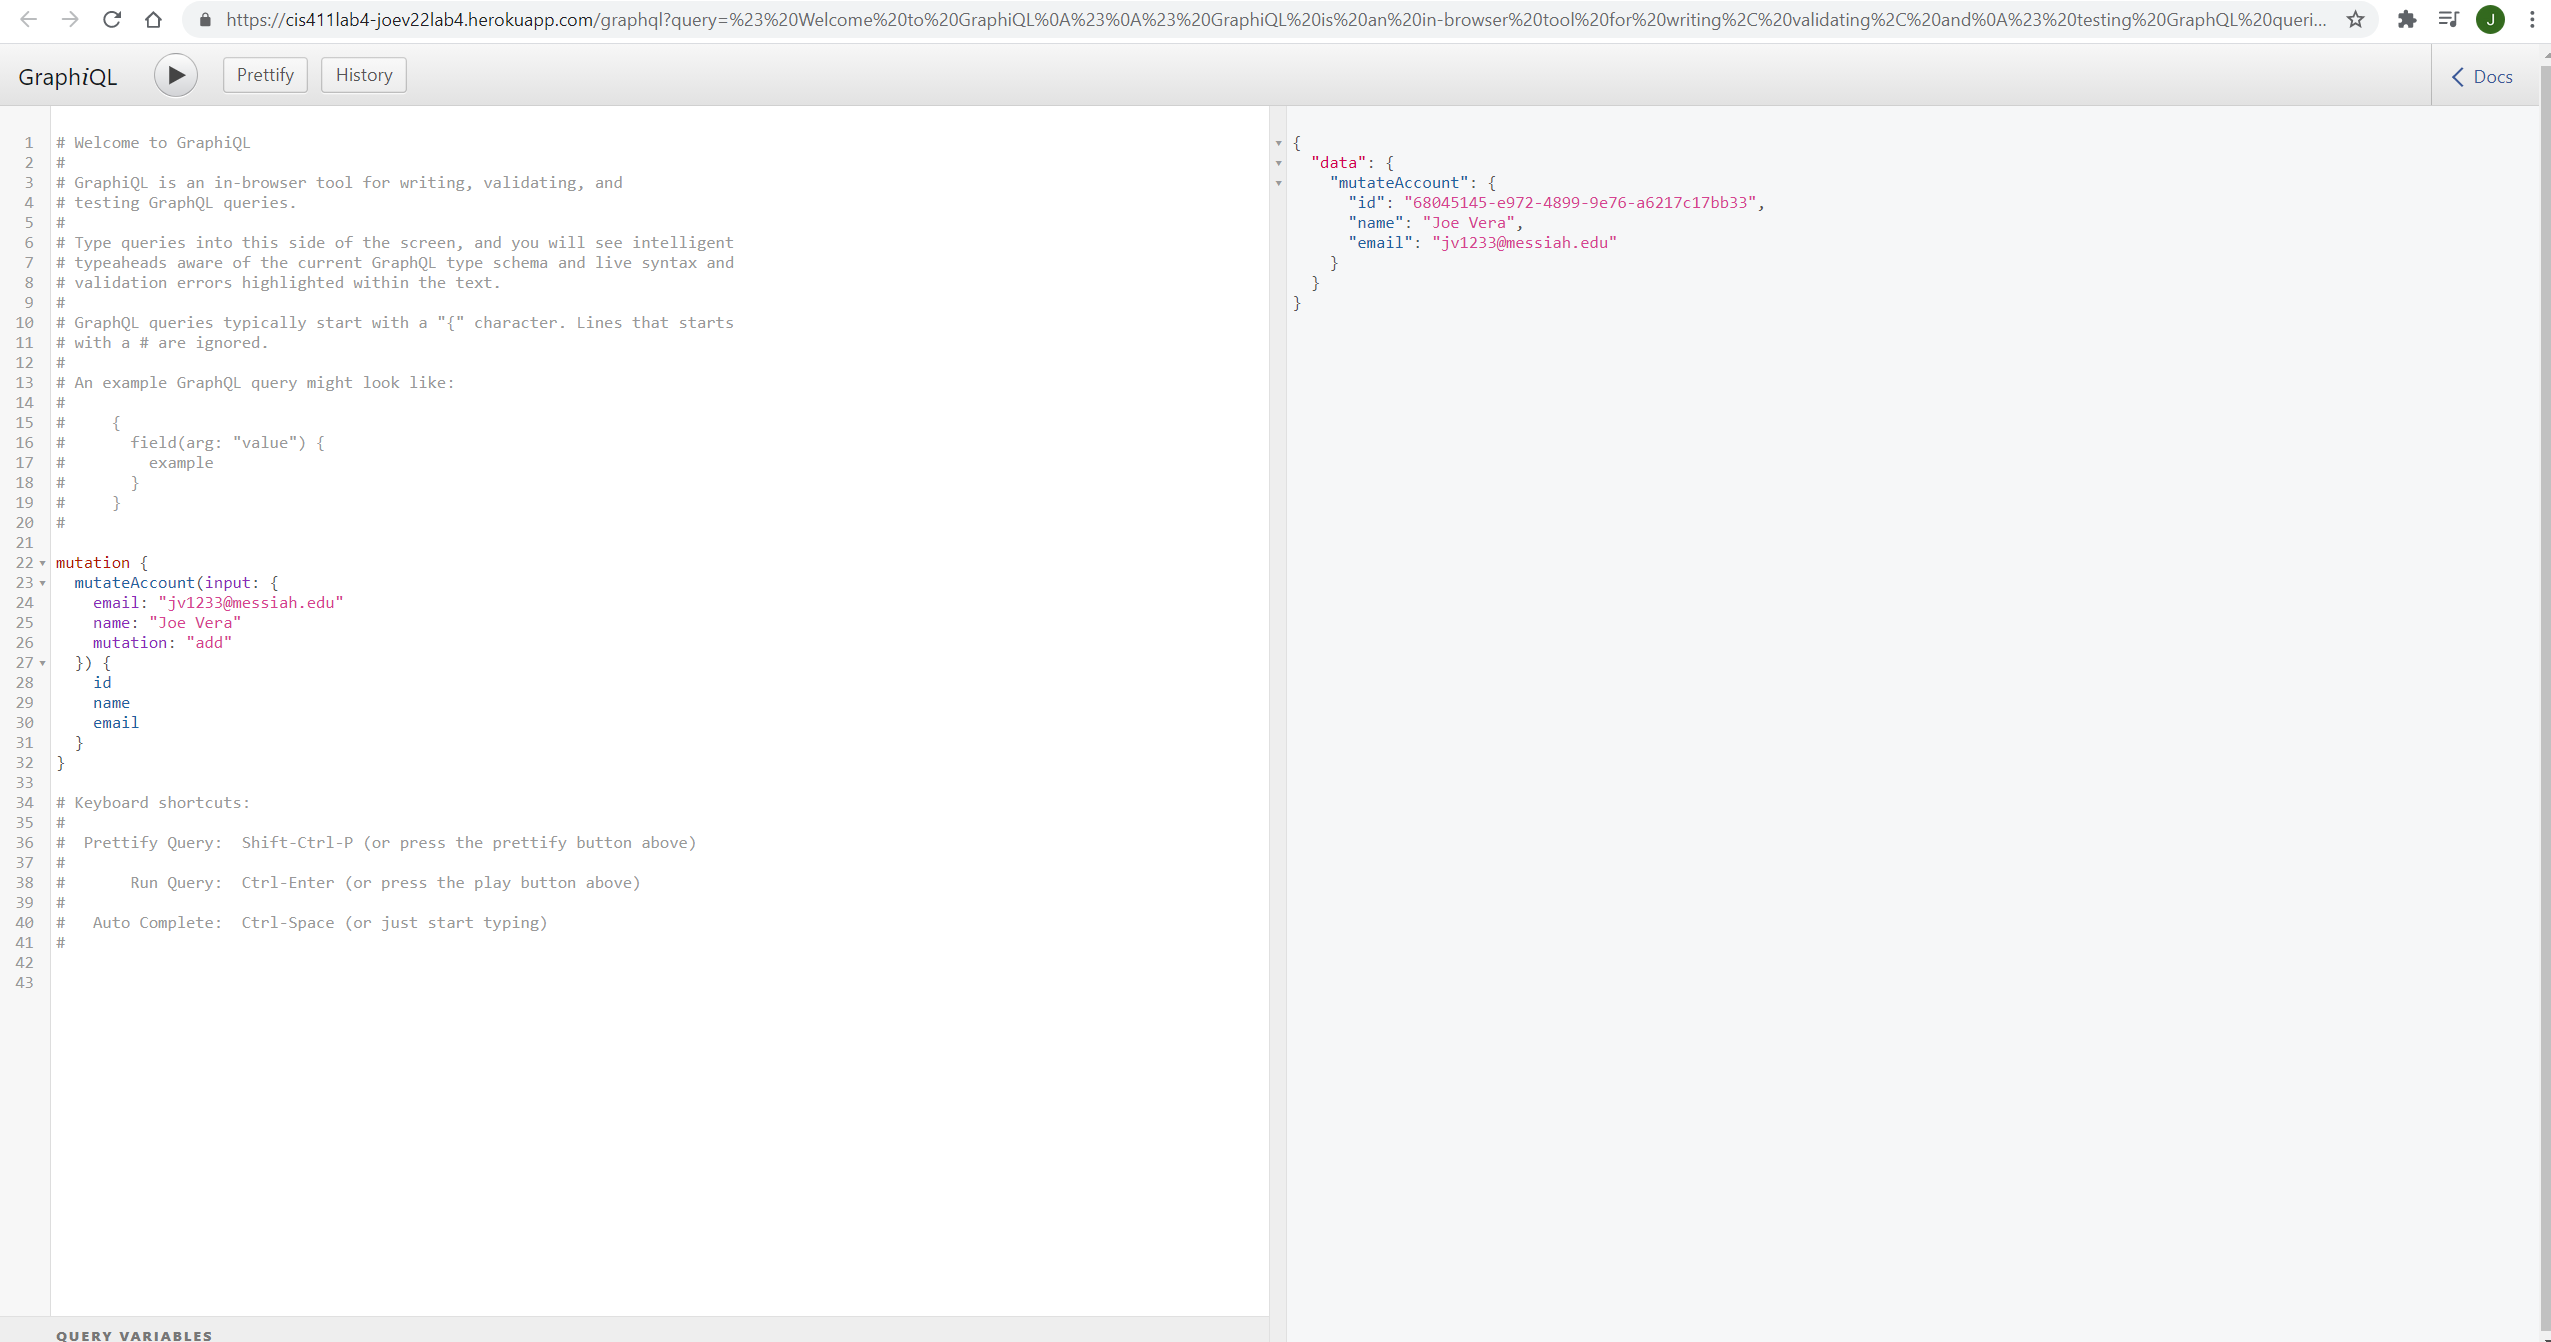 https://cis411lab4-joev22lab4.herokuapp.com/graphql?query=%23%20Welcome%20to%20GraphiQL%0A%23%0A%23%20GraphiQL%20is%20an%20in-browser%20tool%20for%20writing%2C%20validating%2C%20and%0A%23%20testing%20GraphQL%20queri...
J
GraphiQL
Prettify
History
Docs
1 # Welcome to GraphiQL
2 #
3 # GraphiQL is an in-browser tool for writing, validating, and
4 # testing GraphQL queries.
5 #
6 # Type queries into this side of the screen, and you will see intelligent
7 # typeaheads aware of the current GraphQL type schema and live syntax and
8 # validation errors highlighted within the text.
9 #
10 # GraphQL queries typically start with a "{" character. Lines that starts
11 # with a # are ignored.
12 #
13 # An example GraphQL query might look like:
14 #
15 #     {
16 #       field(arg: "value") {
17 #         example
18 #       }
19 #     }
20 #
21
22 mutation {
23   mutateAccount(input: {
24     email: "jv1233@messiah.edu"
25     name: "Joe Vera"
26     mutation: "add"
27   }) {
28     id
29     name
30     email
31   }
32 }
33
34 # Keyboard shortcuts:
35 #
36 #  Prettify Query:  Shift-Ctrl-P (or press the prettify button above)
37 #
38 #       Run Query:  Ctrl-Enter (or press the play button above)
39 #
40 #   Auto Complete:  Ctrl-Space (or just start typing)
41 #
42
43
QUERY VARIABLES
{
  "data": {
    "mutateAccount": {
      "id": "68045145-e972-4899-9e76-a6217c17bb33",
      "name": "Joe Vera",
      "email": "jv1233@messiah.edu"
    }
  }
}